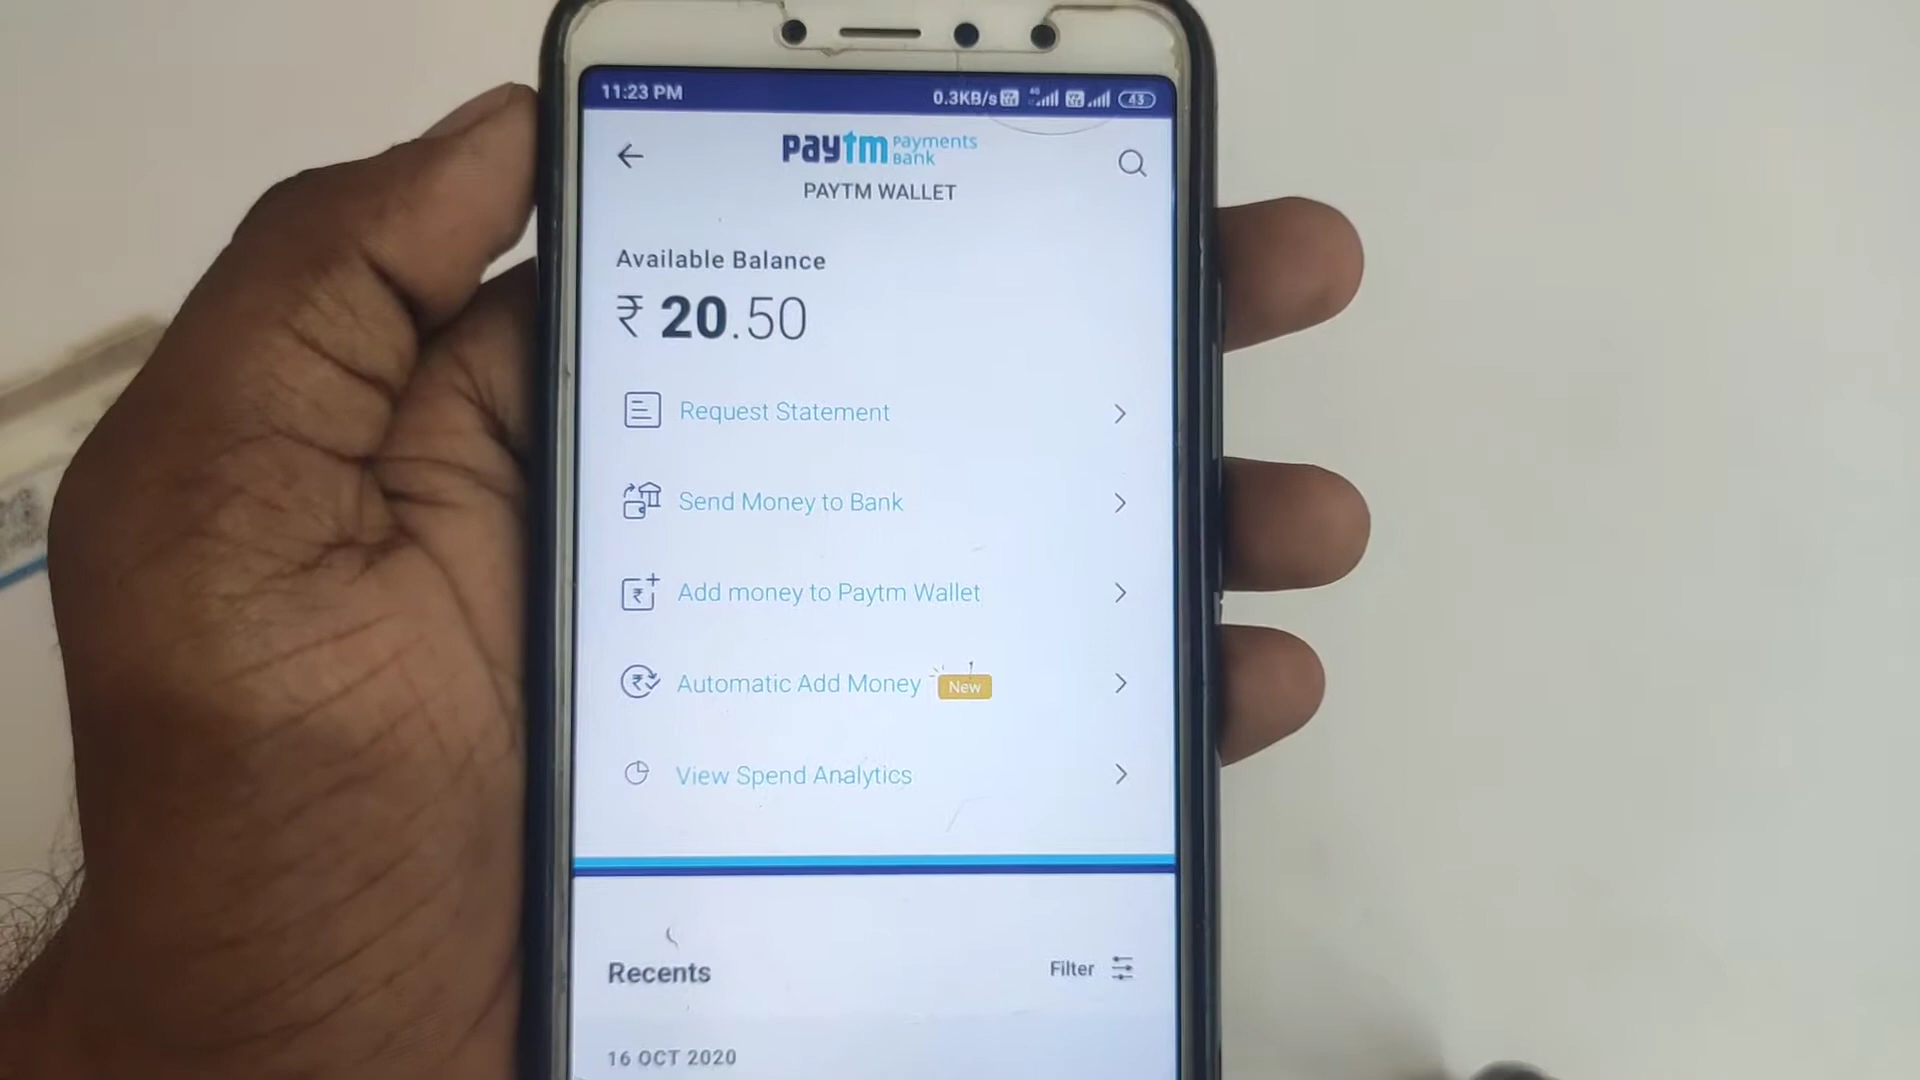 11:23 PM 0.3KB/s 4G 43
paytm Payments Bank
PAYTM WALLET
Available Balance
₹ 20.50
Request Statement
Send Money to Bank
Add money to Paytm Wallet
Automatic Add Money New
View Spend Analytics
Recents Filter
16 OCT 2020